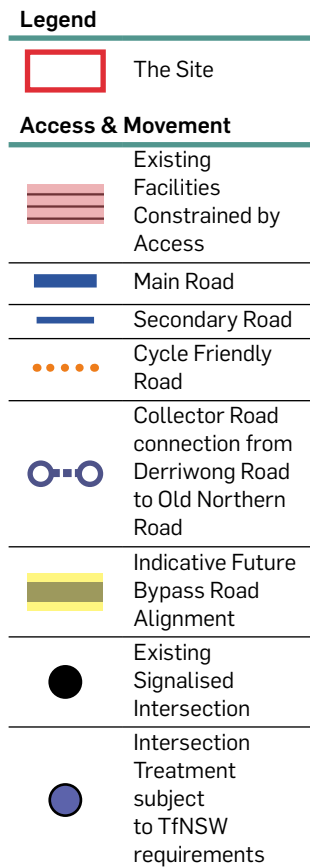 Legend
The Site
Access & Movement
Existing
Facilities
Constrained by
Access
Main Road
Secondary Road
Cycle Friendly
Road
Collector Road
connection from
Derriwong Road
to Old Northern
Road
Indicative Future
Bypass Road
Alignment
Existing
Signalised
Intersection
Intersection
Treatment
subject
to TfNSW
requirements